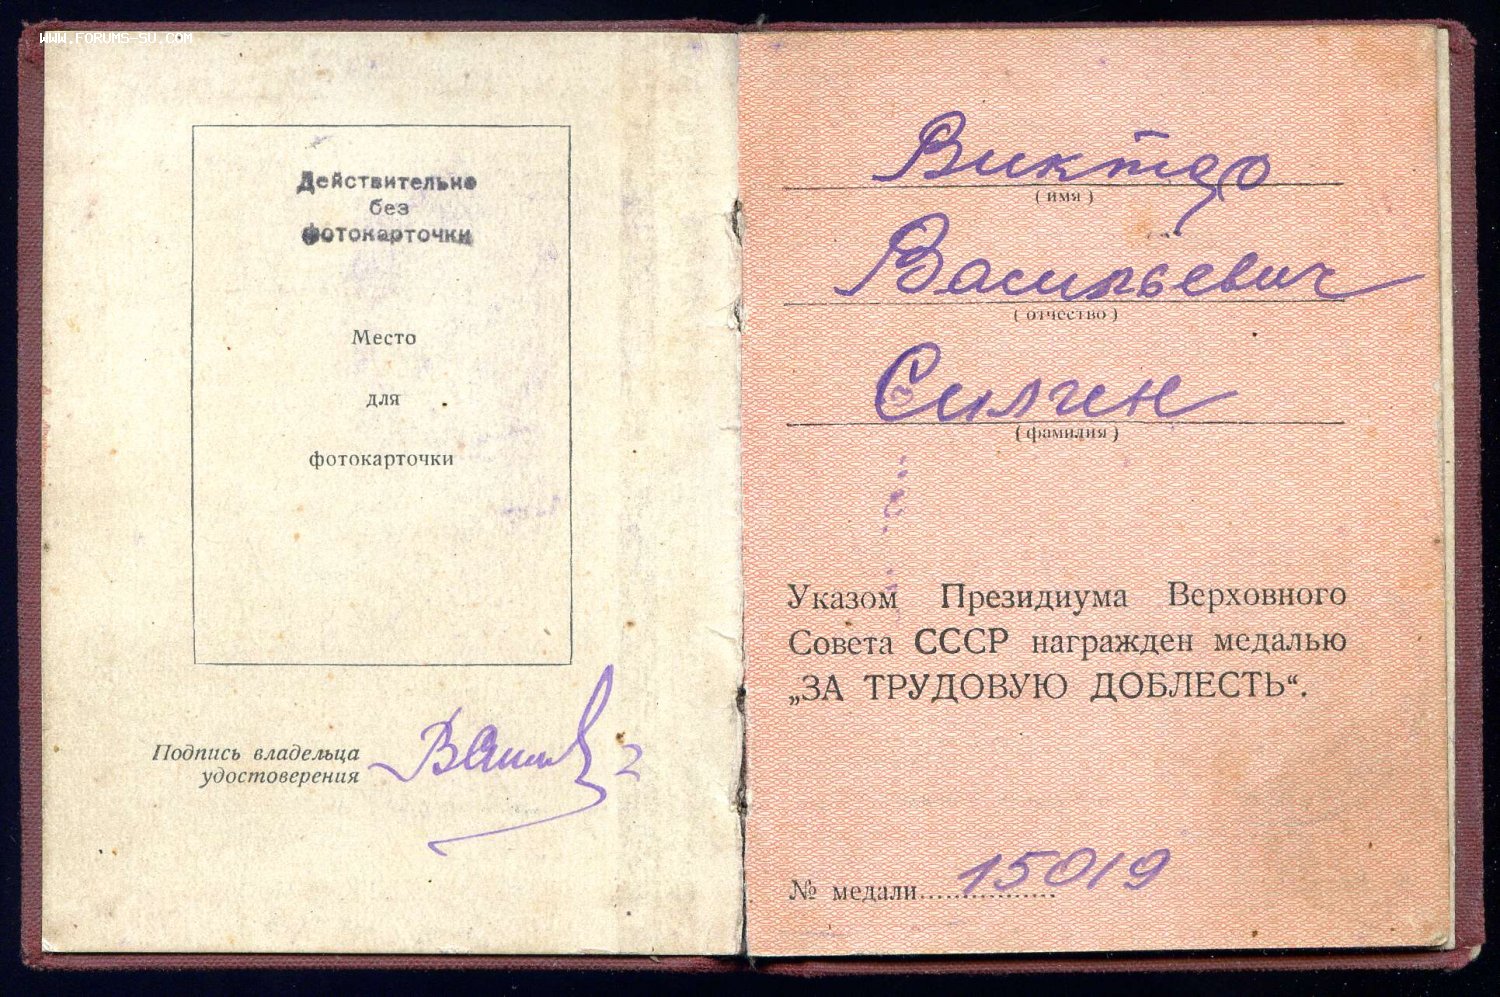 WWW.FORUMS-SU.COM
Действительно
без
фотокарточки
Место
для
фотокарточки
Подпись владельца
удостоверения
Виктор
(имя)
Васильевич
(отчество)
(фамилия)
Указом Президиума Верховного
Совета СССР награжден медалью
„ЗА ТРУДОВУЮ ДОБЛЕСТЬ“.
№ медали 15019